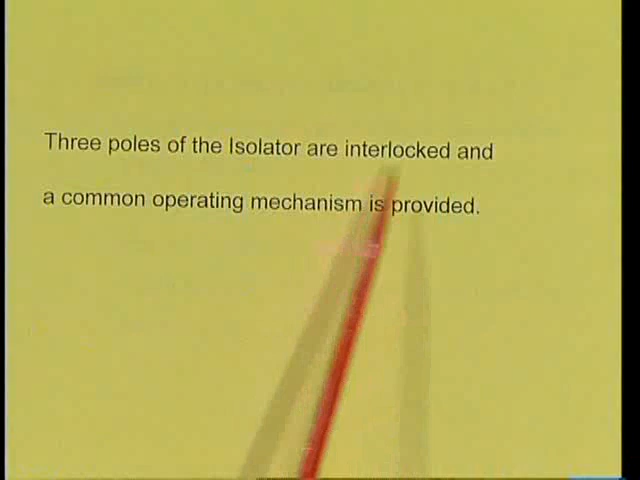 Three poles of the Isolator are interlocked and
a common operating mechanism is provided.